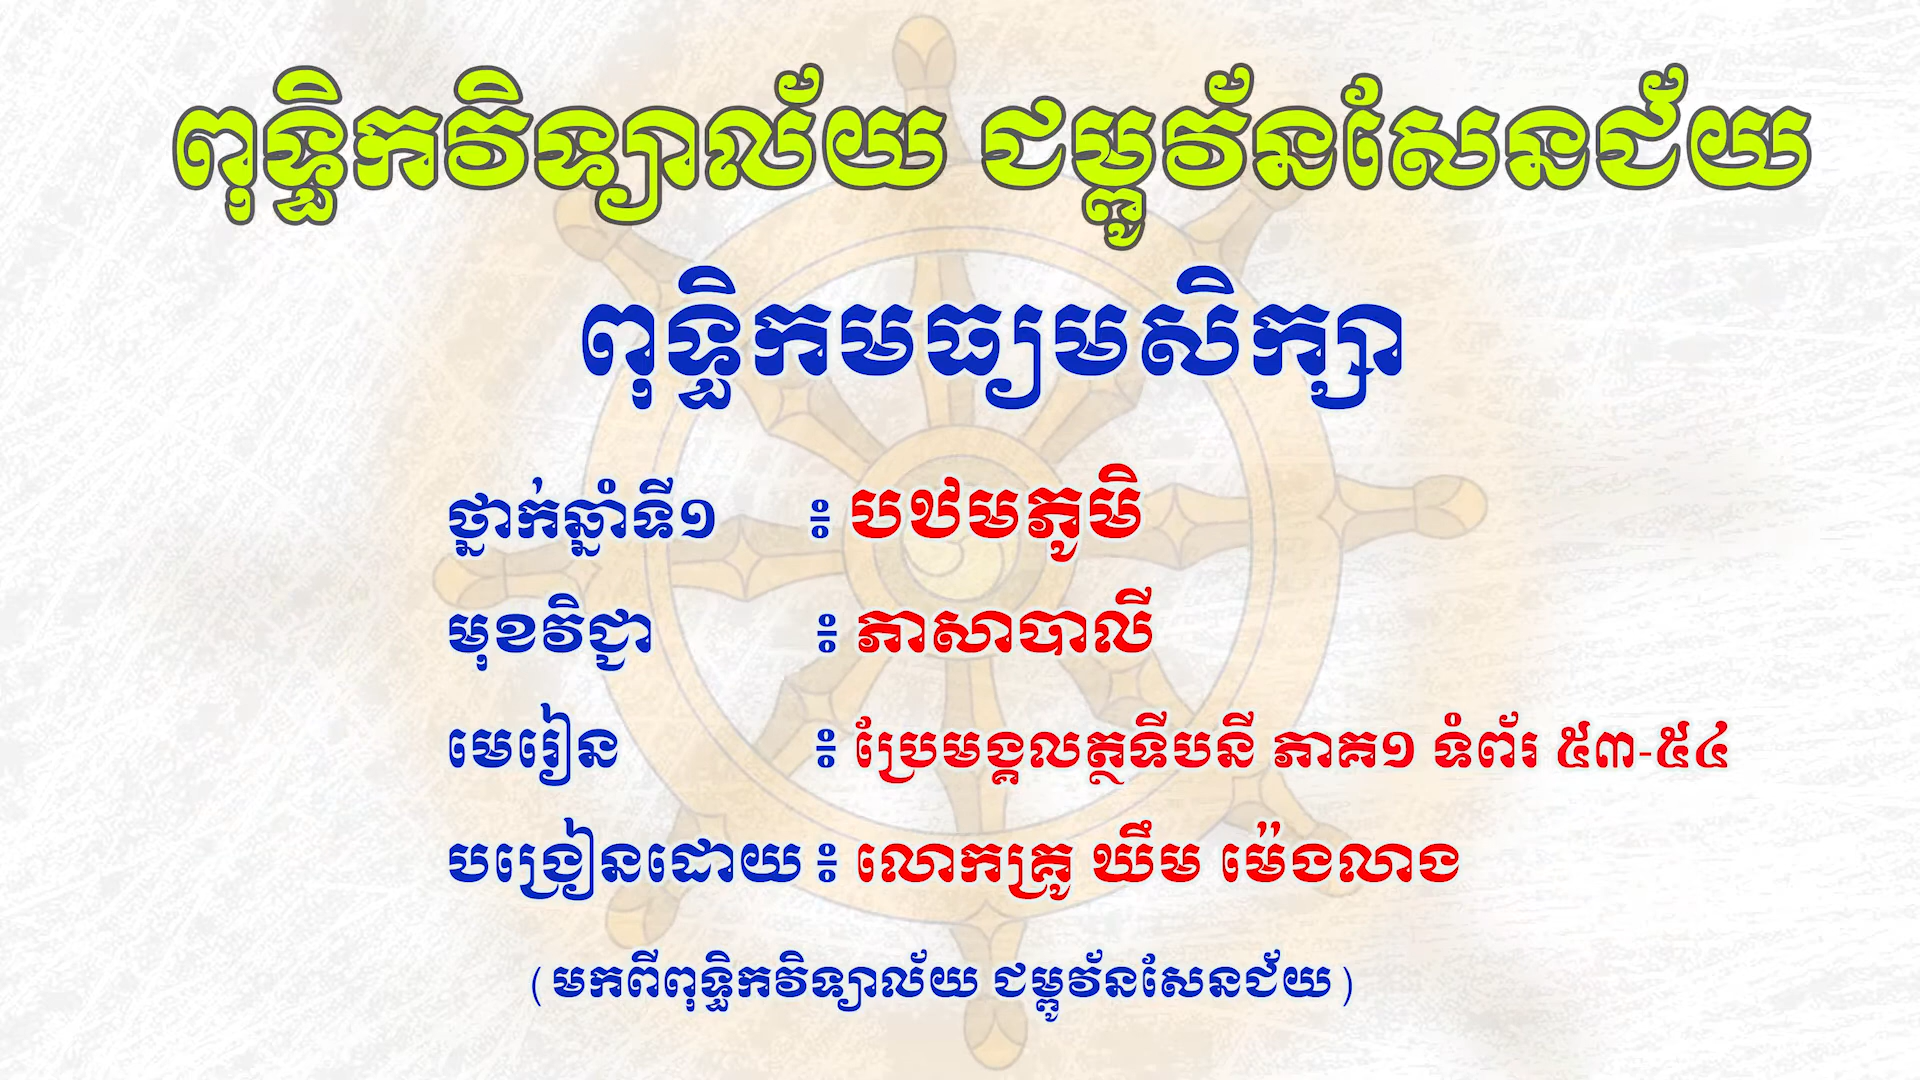 ពុទ្ធិកវិទ្យាល័យ ជម្ពូវ័នសែនជ័យ
ពុទ្ធិកមធ្យមសិក្សា
ថ្នាក់ឆ្នាំទី១ ៖ បឋមភូមិ
មុខវិជ្ជា ៖ ភាសាបាលី
មេរៀន ៖ ប្រែមង្គលត្ថទីបនី ភាគ១ ទំព័រ ៥៣-៥៤
បង្រៀនដោយ ៖ លោកគ្រូ ឃឹម ម៉េងលាង
(មកពីពុទ្ធិកវិទ្យាល័យ ជម្ពូវ័នសែនជ័យ)